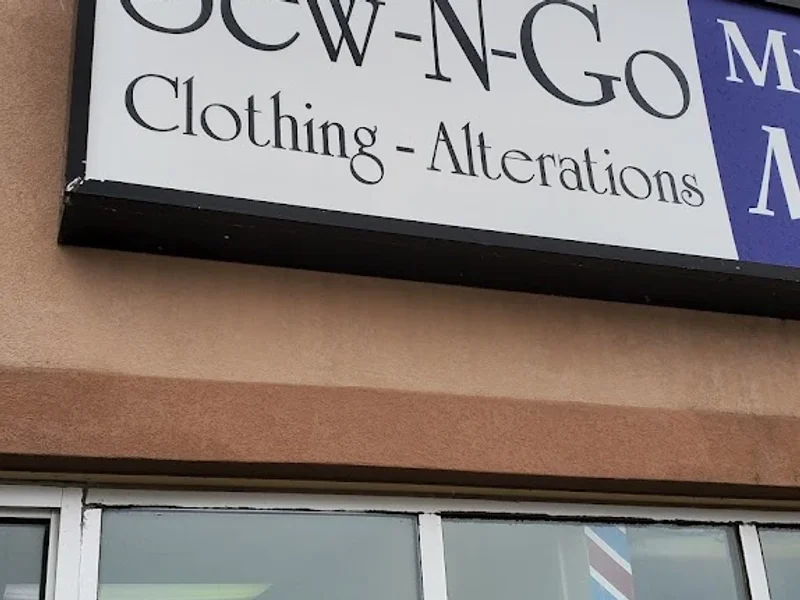 Sew-N-Go
Clothing - Alterations